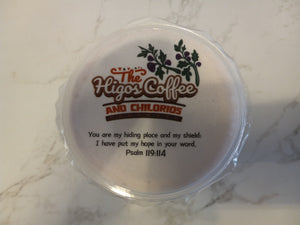 The
Higos Coffee
AND CHILORIOS
You are my hiding place and my shield:
I have put my hope in your word.
Psalm 119:114